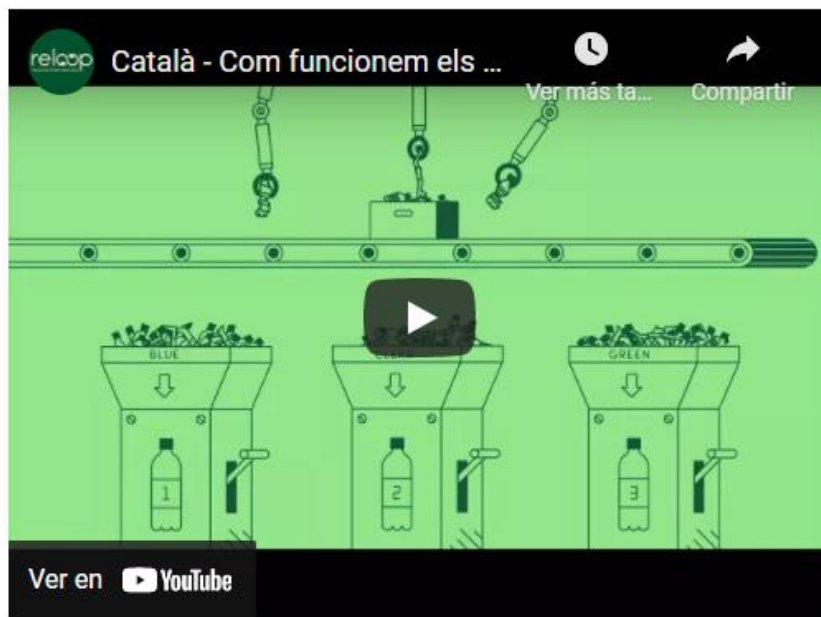 reloop
Català - Com funcionem els ...
Ver más ta...
Compartir
BLUE
GREEN
1
2
3
Ver en YouTube